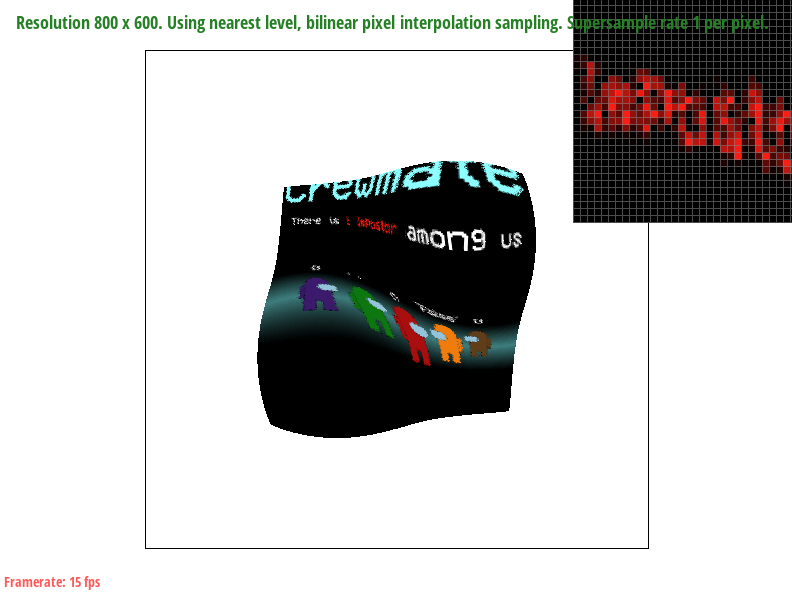 Resolution 800 x 600. Using nearest level, bilinear pixel interpolation sampling. Supersample rate 1 per pixel.
crewmate
There is 1 Impostor among us
Framerate: 15 fps